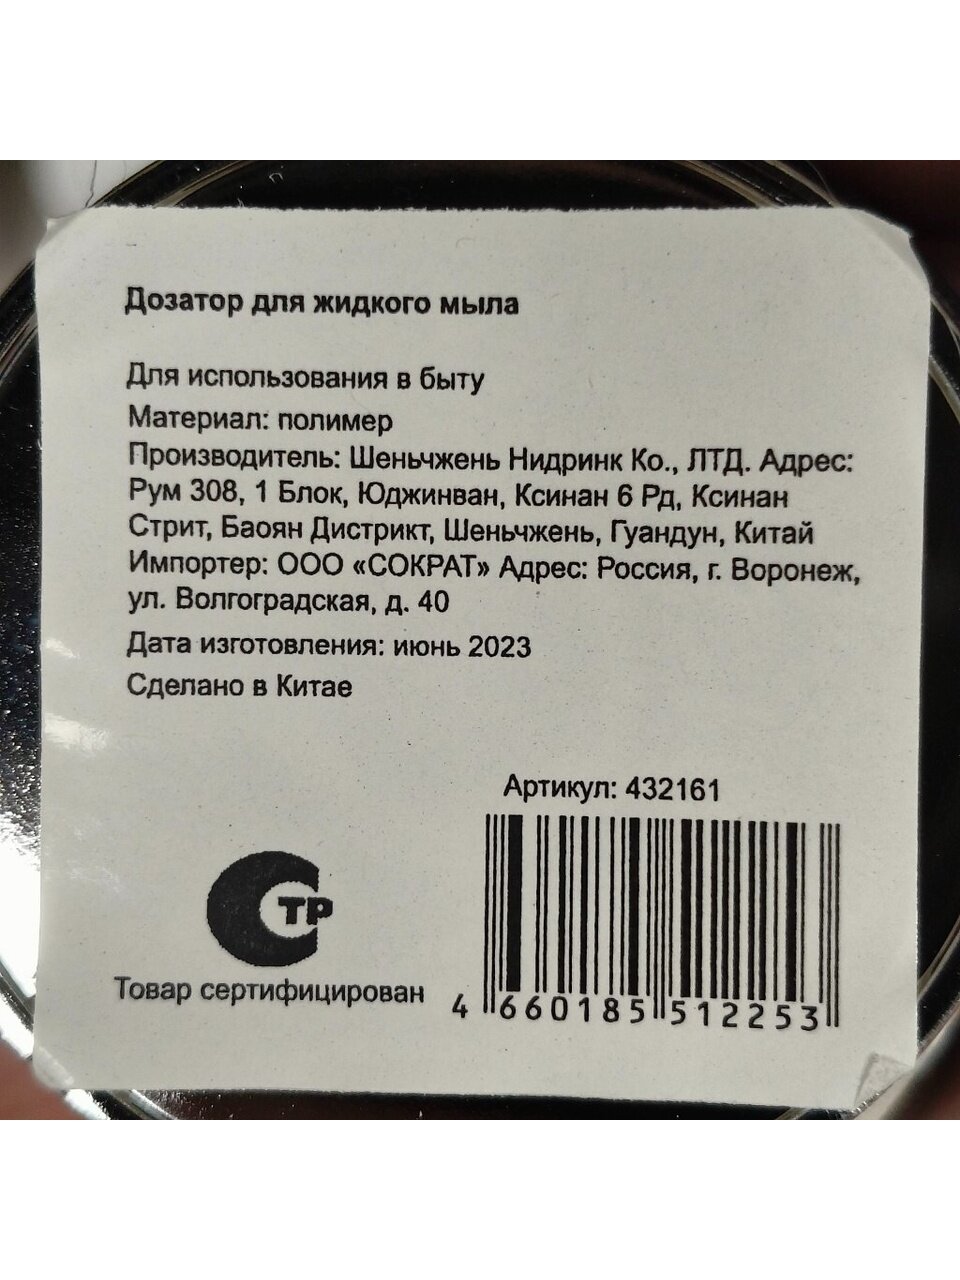 Дозатор для жидкого мыла
Для использования в быту
Материал: полимер
Производитель: Шеньчжень Нидринк Ко., ЛТД. Адрес:
Рум 308, 1 Блок, Юджинван, Ксинан 6 Рд, Ксинан
Стрит, Баоян Дистрикт, Шеньчжень, Гуандун, Китай
Импортер: ООО «СОКРАТ» Адрес: Россия, г. Воронеж,
ул. Волгоградская, д. 40
Дата изготовления: июнь 2023
Сделано в Китае
Артикул: 432161
СТР
Товар сертифицирован
4 660185 512253